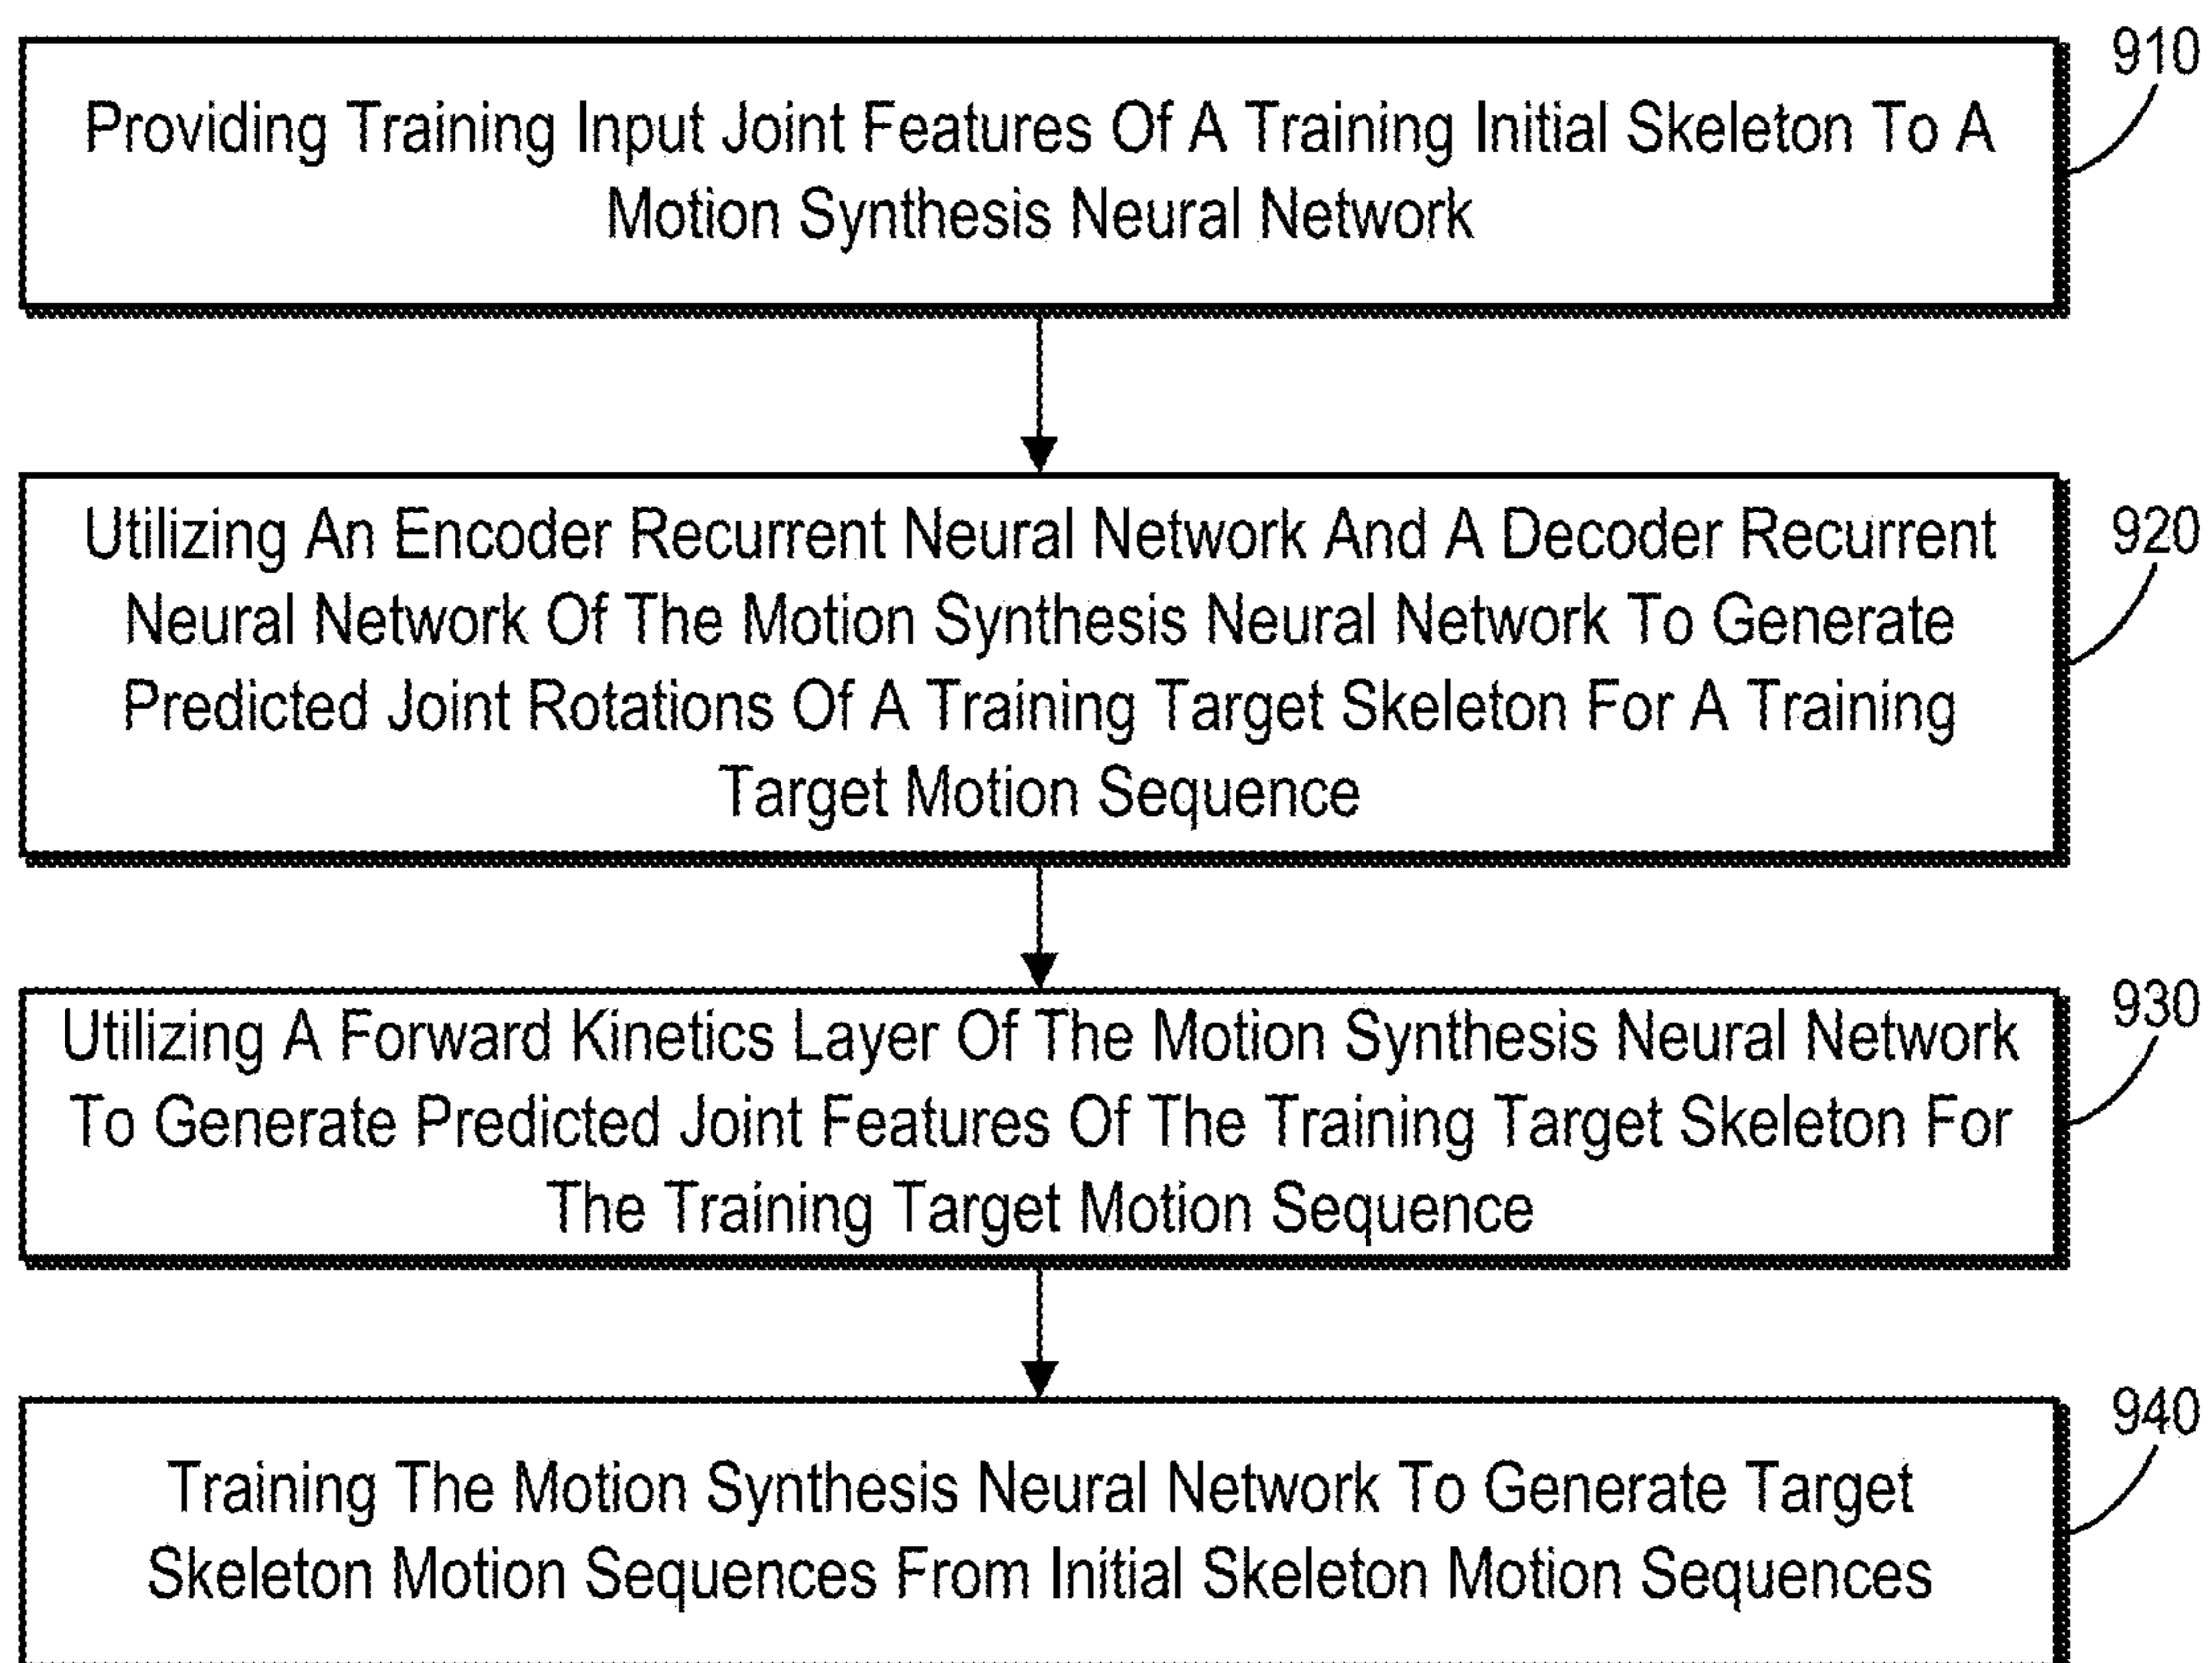 910
Providing Training Input Joint Features Of A Training Initial Skeleton To A
Motion Synthesis Neural Network
920
Utilizing An Encoder Recurrent Neural Network And A Decoder Recurrent
Neural Network Of The Motion Synthesis Neural Network To Generate
Predicted Joint Rotations Of A Training Target Skeleton For A Training
Target Motion Sequence
930
Utilizing A Forward Kinetics Layer Of The Motion Synthesis Neural Network
To Generate Predicted Joint Features Of The Training Target Skeleton For
The Training Target Motion Sequence
940
Training The Motion Synthesis Neural Network To Generate Target
Skeleton Motion Sequences From Initial Skeleton Motion Sequences